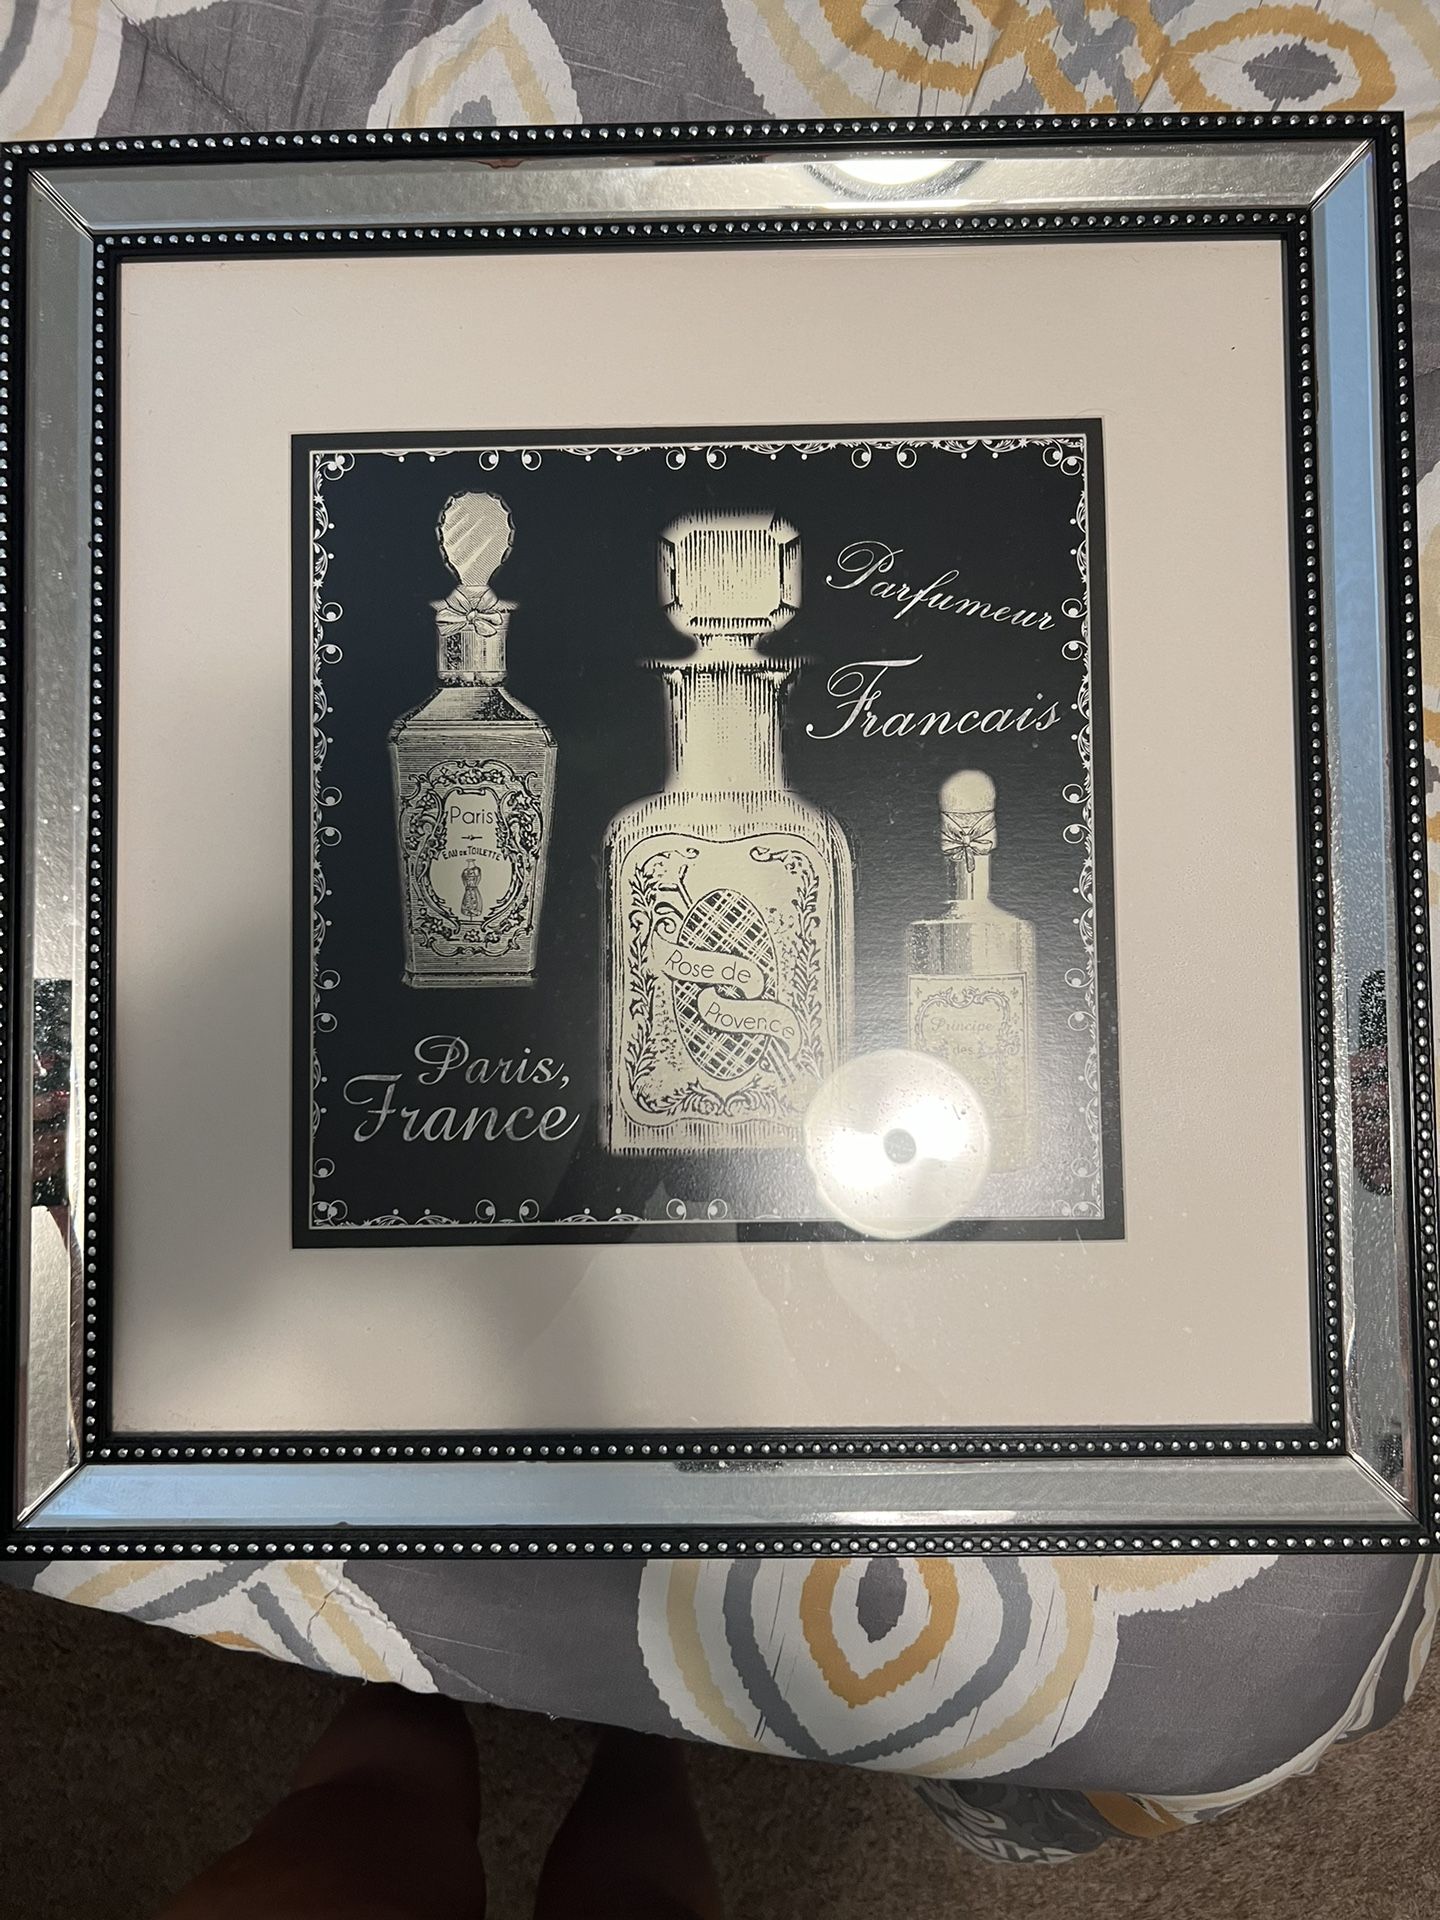 Parfumeur
Francais
Paris
EAU DE TOILETTE
Rose de
Provence
Principe
des
Paris,
France